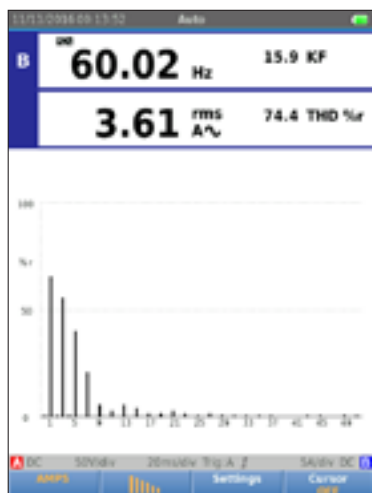 11/11/2016 09:13:52 Auto
B
60.02 Hz 15.9 KF
3.61 rms A∿ 74.4 THD %r
100
%r
50
0
1 5 9 13 17 21 25 29 33 37 41 45 49
A DC 50V/div 20ms/div Trig:A ʃ 5A/div DC B
AMPS Settings Cursor
OFF